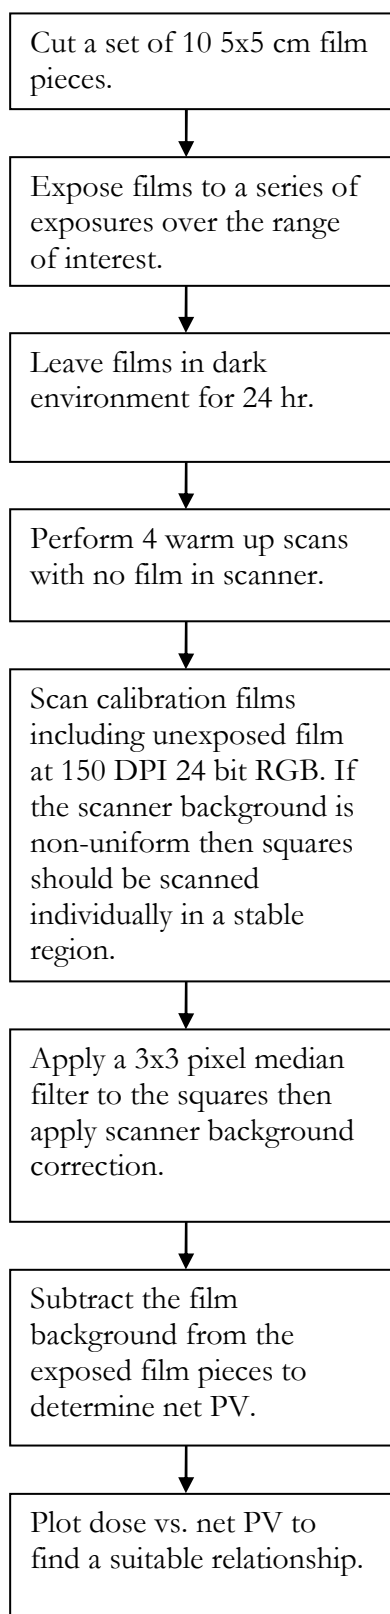 Cut a set of 10 5x5 cm film
pieces.
Expose films to a series of
exposures over the range
of interest.
Leave films in dark
environment for 24 hr.
Perform 4 warm up scans
with no film in scanner.
Scan calibration films
including unexposed film
at 150 DPI 24 bit RGB. If
the scanner background is
non-uniform then squares
should be scanned
individually in a stable
region.
Apply a 3x3 pixel median
filter to the squares then
apply scanner background
correction.
Subtract the film
background from the
exposed film pieces to
determine net PV.
Plot dose vs. net PV to
find a suitable relationship.